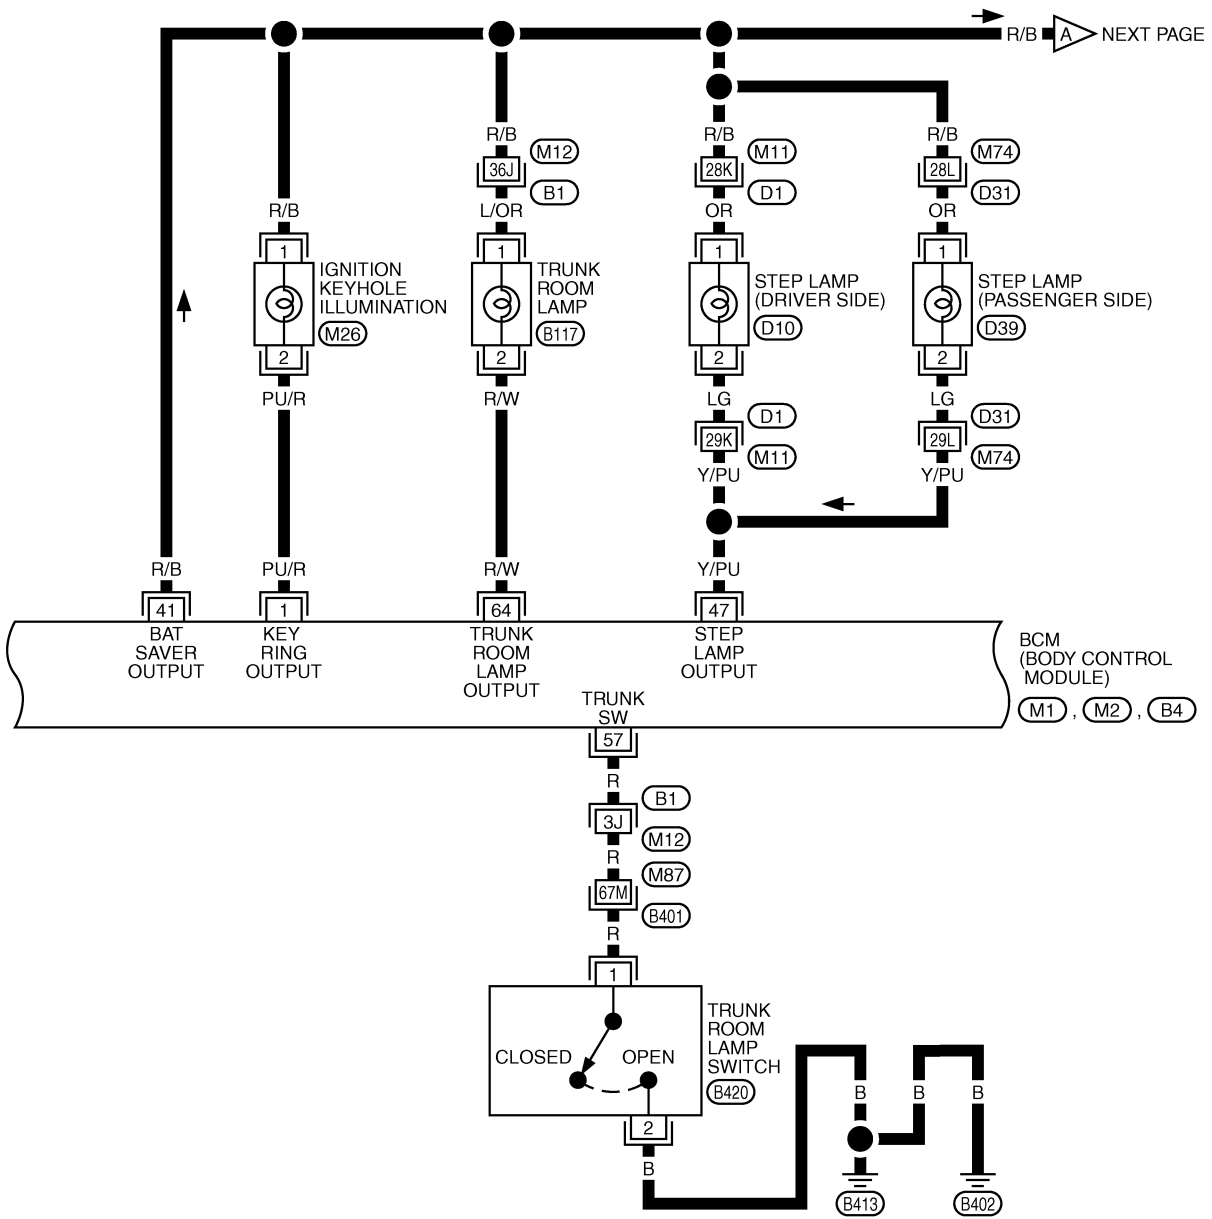 R/B A NEXT PAGE
R/B M12 R/B M11 R/B M74
36J 28K 28L
B1 D1 D31
R/B L/OR OR OR
1 1 1 1
IGNITION
KEYHOLE
ILLUMINATION
M26
TRUNK
ROOM
LAMP
B117
STEP LAMP
(DRIVER SIDE)
D10
STEP LAMP
(PASSENGER SIDE)
D39
2 2 2 2
PU/R R/W LG LG
D1 D31
29K 29L
M11 M74
Y/PU Y/PU
R/B PU/R R/W Y/PU
41 1 64 47
BAT
SAVER
OUTPUT
KEY
RING
OUTPUT
TRUNK
ROOM
LAMP
OUTPUT
STEP
LAMP
OUTPUT
BCM
(BODY CONTROL
MODULE)
M1 , M2 , B4
TRUNK
SW
57
R
B1
3J
M12
R
M87
67M
B401
R
1
CLOSED OPEN
TRUNK
ROOM
LAMP
SWITCH
B420
2
B
B B B
B413 B402